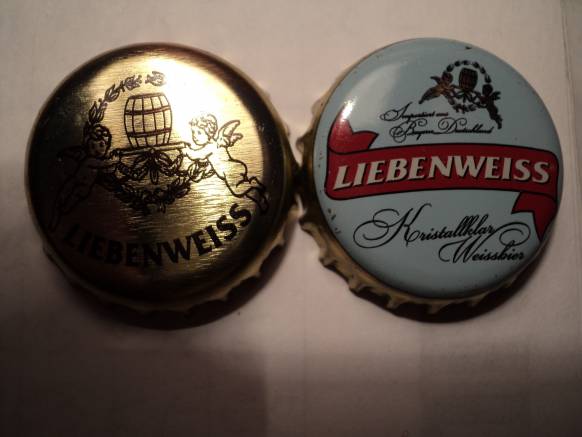 LIEBENWEISS
Importiert aus
Bayern Deutschland
LIEBENWEISS
Kristallklar
Weissbier